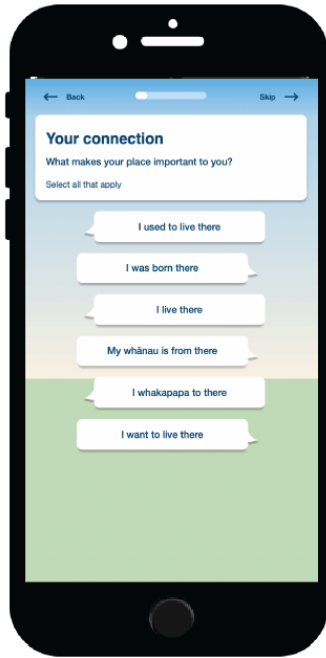 Back
Skip
Your connection
What makes your place important to you?
Select all that apply
I used to live there
I was born there
I live there
My whānau is from there
I whakapapa to there
I want to live there